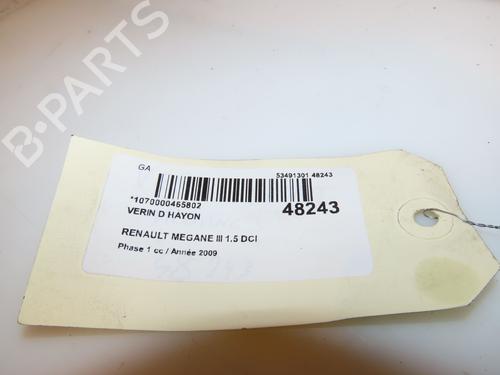 B-PARTS
GA
53491301 48243
*1070000465802
VERIN D HAYON
48243
RENAULT MEGANE III 1.5 DCI
Phase 1 cc / Année 2009